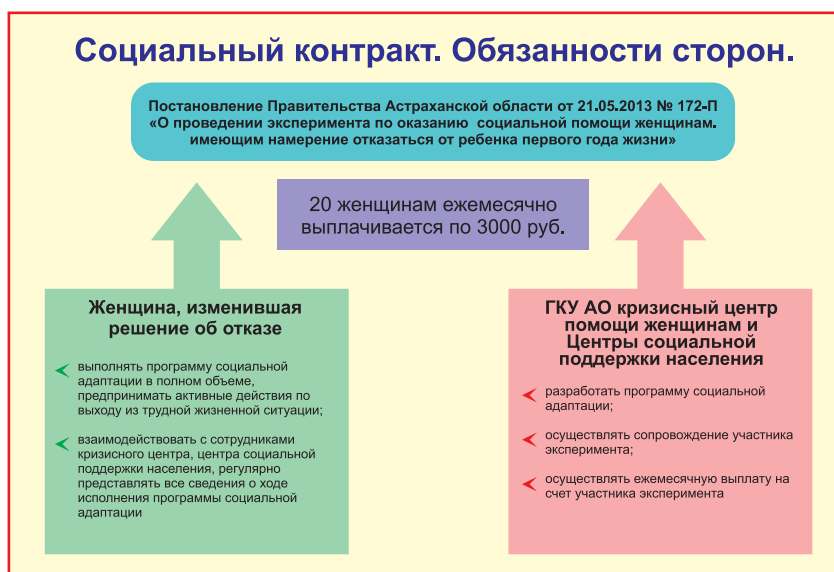 Социальный контракт. Обязанности сторон.
Постановление Правительства Астраханской области от 21.05.2013 № 172-П
«О проведении эксперимента по оказанию социальной помощи женщинам.
имеющим намерение отказаться от ребенка первого года жизни»
20 женщинам ежемесячно
выплачивается по 3000 руб.
Женщина, изменившая
решение об отказе
выполнять программу социальной
адаптации в полном объеме,
предпринимать активные действия по
выходу из трудной жизненной ситуации;
взаимодействовать с сотрудниками
кризисного центра, центра социальной
поддержки населения, регулярно
представлять все сведения о ходе
исполнения программы социальной
адаптации
ГКУ АО кризисный центр
помощи женщинам и
Центры социальной
поддержки населения
разработать программу социальной
адаптации;
осуществлять сопровождение участника
эксперимента;
осуществлять ежемесячную выплату на
счет участника эксперимента